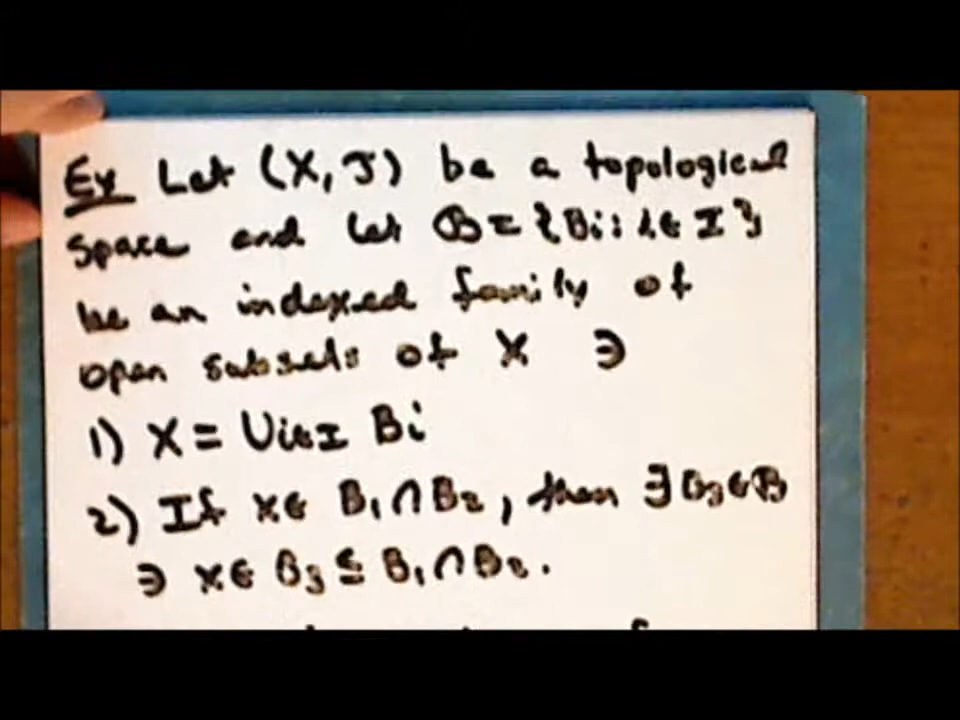 Ex Let (X, J) be a topological
space and let B = {Bi : i ∈ I}
be an indexed family of
open subsets of X ∋
1) X = Ui∈I Bi
2) If x ∈ B₁ ∩ B₂, then ∃ B₃ ∈ B
∋ x ∈ B₃ ⊆ B₁ ∩ B₂.